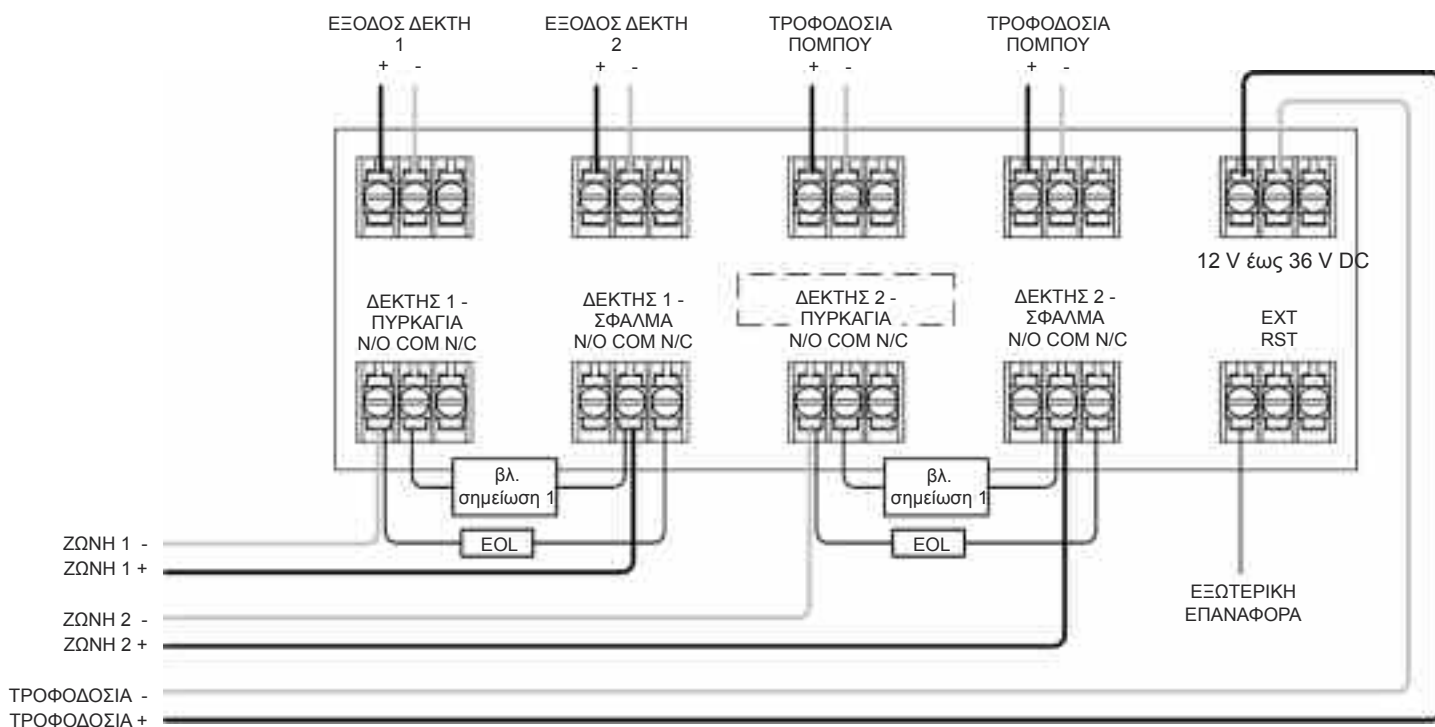 ΕΞΟΔΟΣ ΔΕΚΤΗ
1
+ -
ΕΞΟΔΟΣ ΔΕΚΤΗ
2
+ -
ΤΡΟΦΟΔΟΣΙΑ
ΠΟΜΠΟΥ
+ -
ΤΡΟΦΟΔΟΣΙΑ
ΠΟΜΠΟΥ
+ -
12 V έως 36 V DC
ΔΕΚΤΗΣ 1 -
ΠΥΡΚΑΓΙΑ
N/O COM N/C
ΔΕΚΤΗΣ 1 -
ΣΦΑΛΜΑ
N/O COM N/C
ΔΕΚΤΗΣ 2 -
ΠΥΡΚΑΓΙΑ
N/O COM N/C
ΔΕΚΤΗΣ 2 -
ΣΦΑΛΜΑ
N/O COM N/C
EXT
RST
βλ.
σημείωση 1
EOL
βλ.
σημείωση 1
EOL
ΕΞΩΤΕΡΙΚΗ
ΕΠΑΝΑΦΟΡΑ
ΖΩΝΗ 1 -
ΖΩΝΗ 1 +
ΖΩΝΗ 2 -
ΖΩΝΗ 2 +
ΤΡΟΦΟΔΟΣΙΑ -
ΤΡΟΦΟΔΟΣΙΑ +